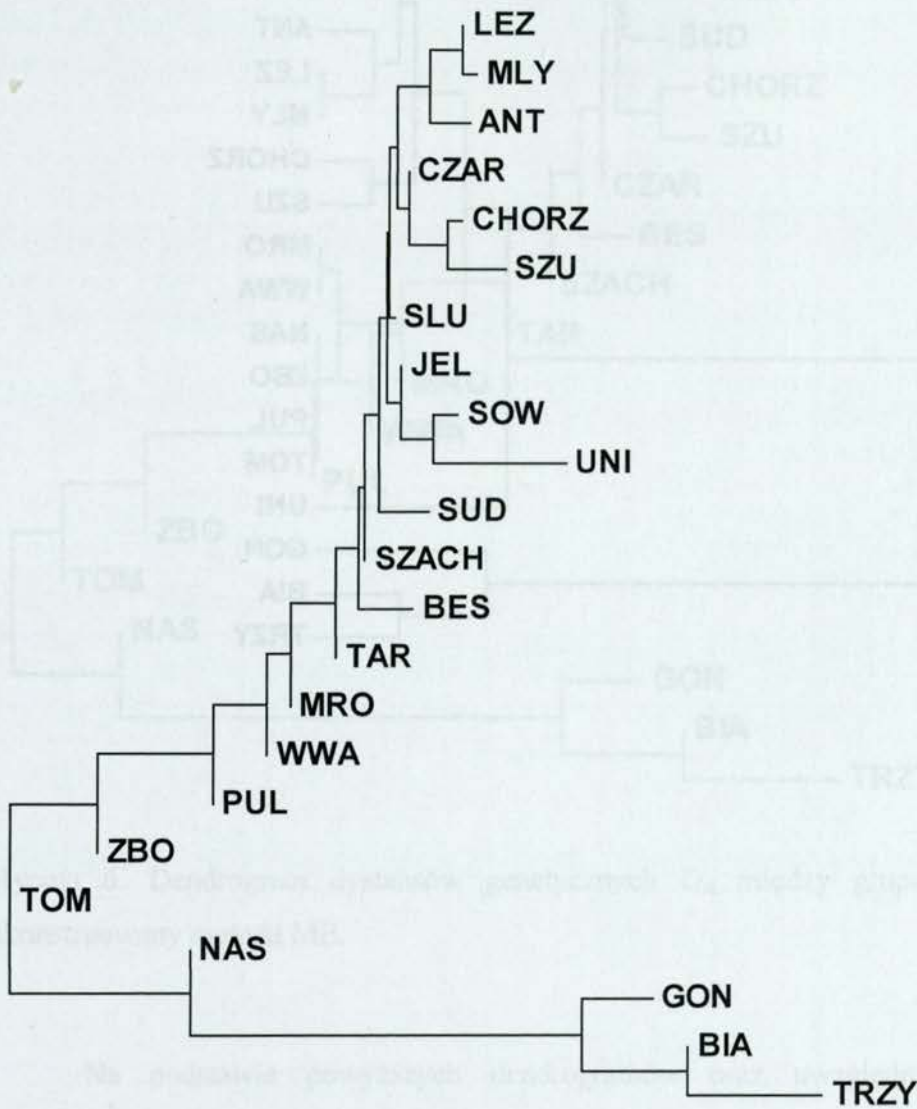 LEZ
MLY
ANT
CZAR
CHORZ
SZU
SLU
JEL
SOW
UNI
SUD
SZACH
BES
TAR
MRO
WWA
PUL
ZBO
TOM
NAS
GON
BIA
TRZY